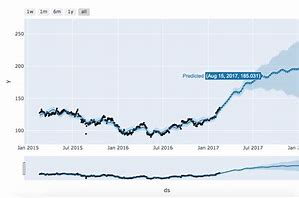 1w 1m 6m 1y all
250
Predicted (Aug 15, 2017, 185.031)
200
Y
150
100
Jan 2015 Jul 2015 Jan 2016 Jul 2016 Jan 2017 Jul 2017
ds